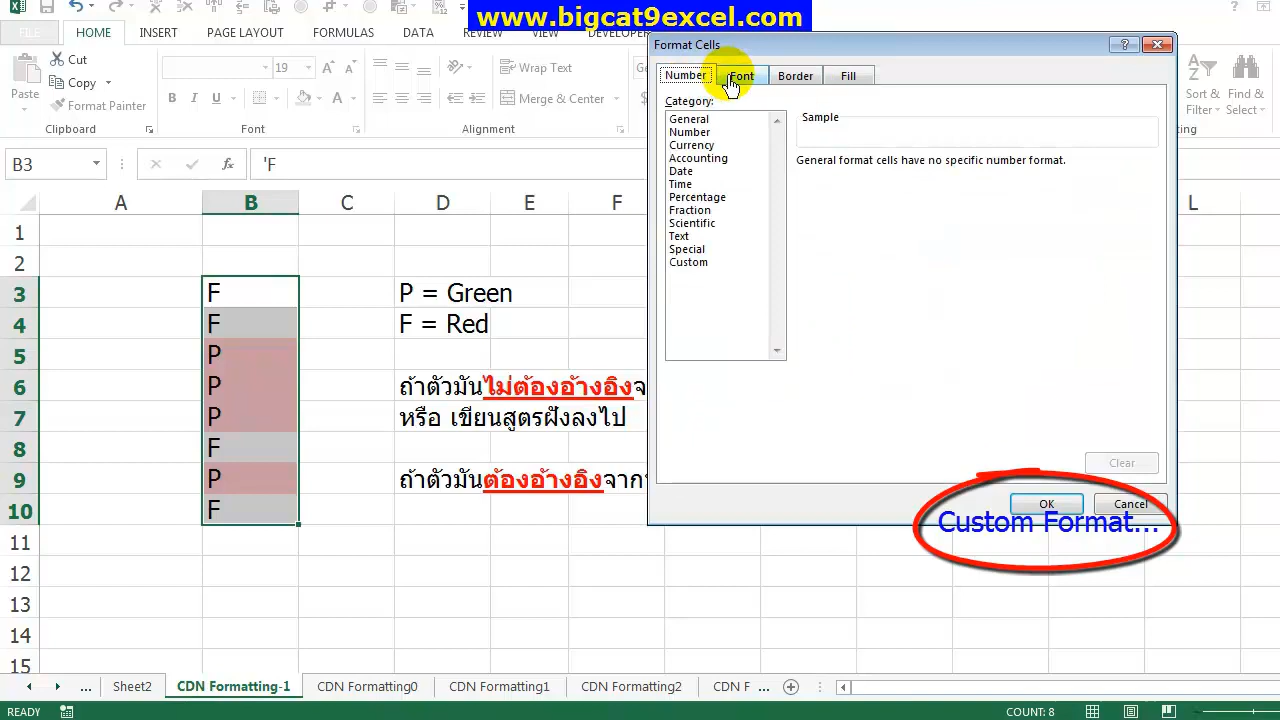 www.bigcat9excel.com
FILE HOME INSERT PAGE LAYOUT FORMULAS DATA REVIEW VIEW DEVELOPER
Cut
Copy
Format Painter
Paste
Clipboard
19
B I U
Font
Wrap Text
Merge & Center
Alignment
Sort & Filter
Find & Select
B3
fx
'F
Format Cells
Number Font Border Fill
Category:
General
Number
Currency
Accounting
Date
Time
Percentage
Fraction
Scientific
Text
Special
Custom
Sample
General format cells have no specific number format.
Clear
OK Cancel
Custom Format...
A B C D E F L
1
2
3 F P = Green
4 F F = Red
5 P
6 P ถ้าตัวมันไม่ต้องอ้างอิงจ
7 P หรือ เขียนสูตรฝังลงไป
8 F
9 P ถ้าตัวมันต้องอ้างอิงจาก
10 F
11
12
13
14
15
... Sheet2 CDN Formatting-1 CDN Formatting0 CDN Formatting1 CDN Formatting2 CDN F ...
READY COUNT: 8